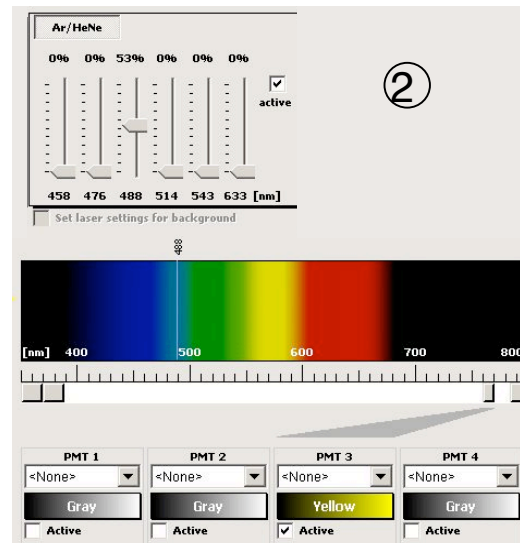 Ar/HeNe
②
0% 0% 53% 0% 0% 0%
active
458 476 488 514 543 633 [nm]
Set laser settings for background
488
[nm] 400 500 600 700 800
PMT 1 PMT 2 PMT 3 PMT 4
<None> <None> <None> <None>
Gray Gray Yellow Gray
Active Active Active Active